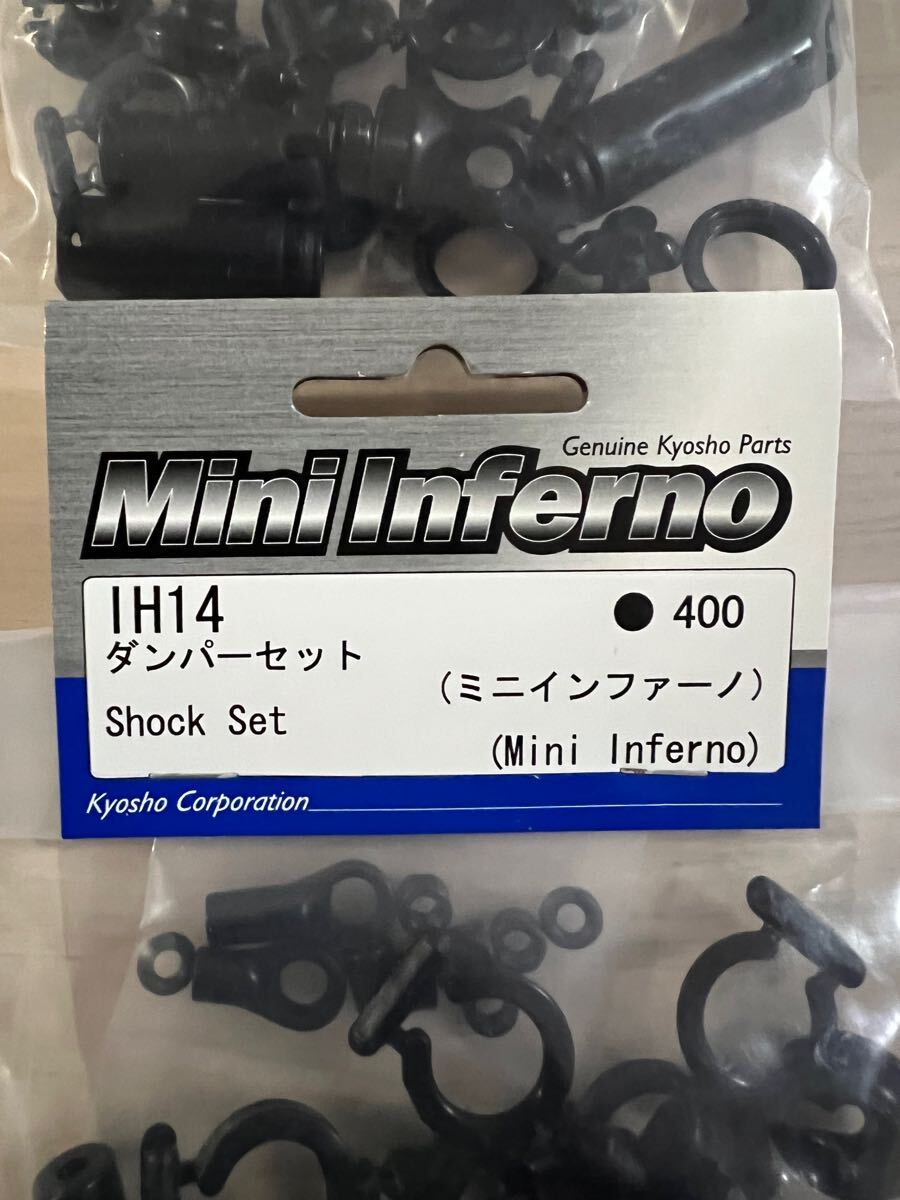 Genuine Kyosho Parts
Mini Inferno
IH14 ● 400
ダンパーセット
(ミニインファーノ)
Shock Set
(Mini Inferno)
Kyosho Corporation